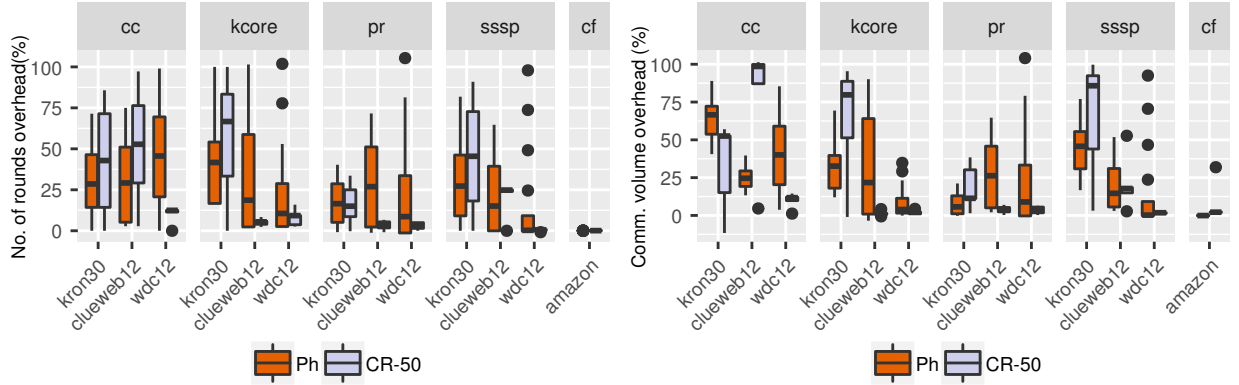 No. of rounds overhead(%)
cc kcore pr sssp cf
100
75
50
25
0
kron30 clueweb12 wdc12 kron30 clueweb12 wdc12 kron30 clueweb12 wdc12 kron30 clueweb12 wdc12 amazon
Ph CR-50
Comm. volume overhead (%)
cc kcore pr sssp cf
100
75
50
25
0
kron30 clueweb12 wdc12 kron30 clueweb12 wdc12 kron30 clueweb12 wdc12 kron30 clueweb12 wdc12 amazon
Ph CR-50